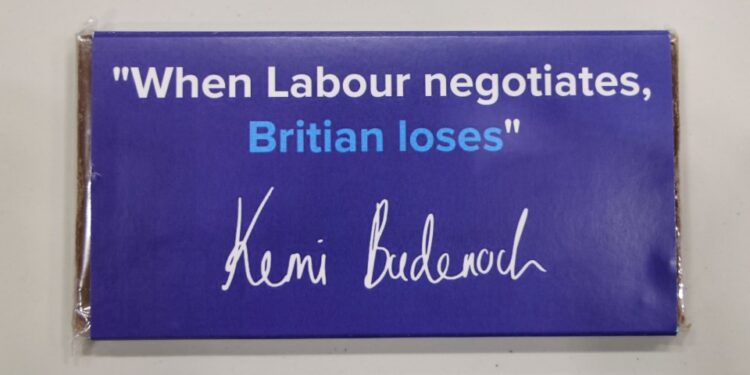 "When Labour negotiates,
Britian loses"
Kemi Badenoch